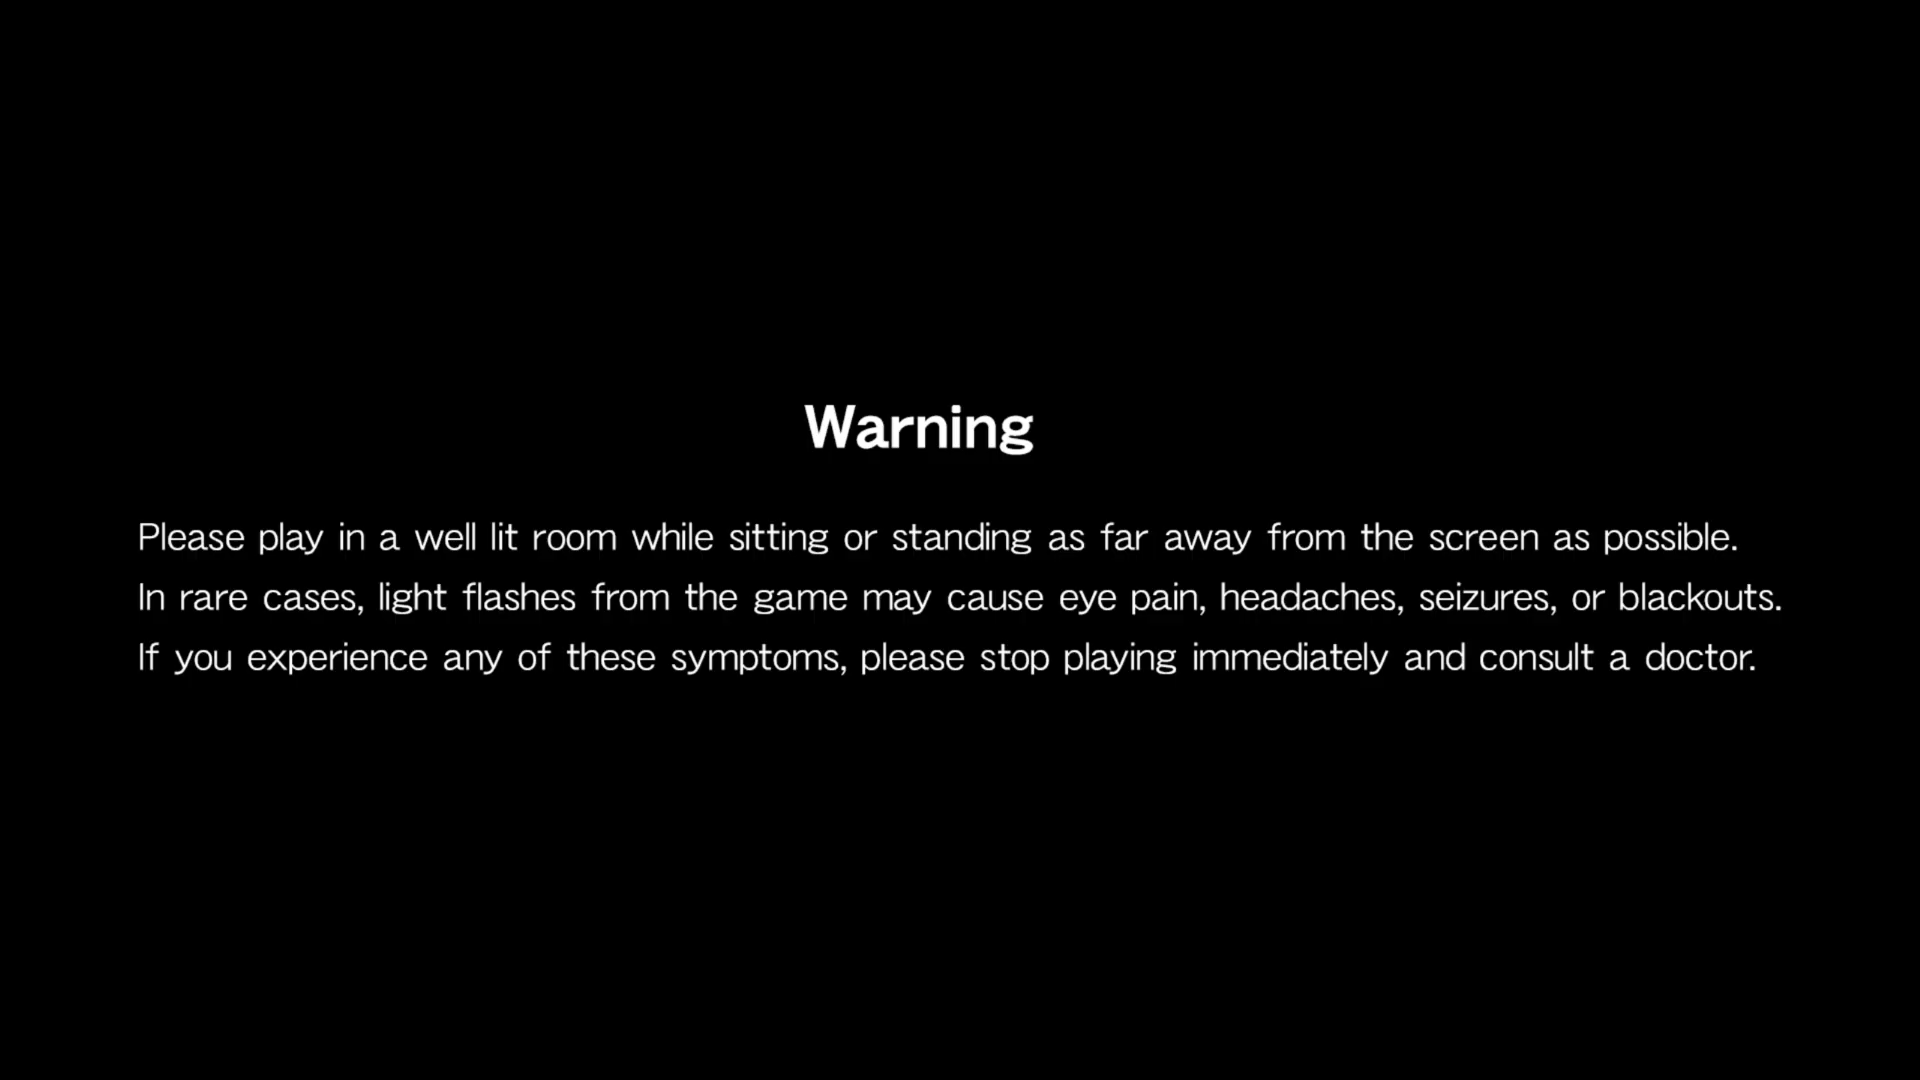 Warning
Please play in a well lit room while sitting or standing as far away from the screen as possible.
In rare cases, light flashes from the game may cause eye pain, headaches, seizures, or blackouts.
If you experience any of these symptoms, please stop playing immediately and consult a doctor.